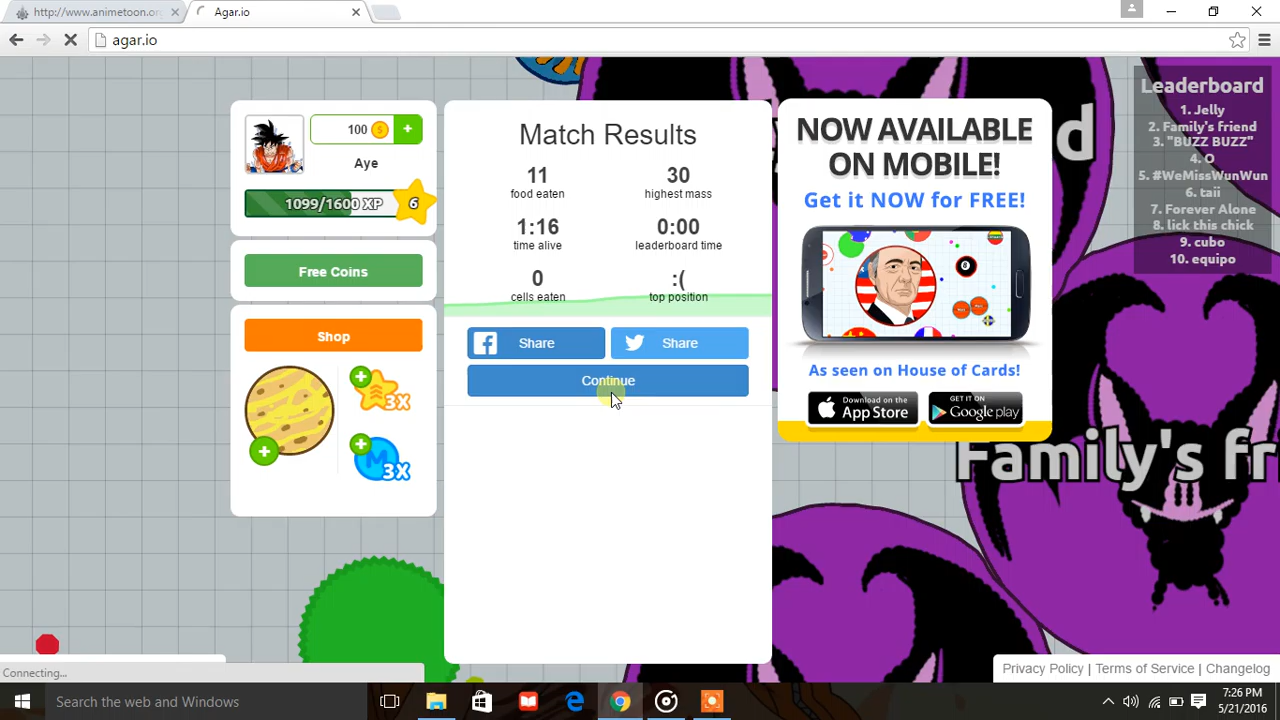 http://www.animetoon.or
Agar.io
agar.io
100
Aye
1099/1600 XP
6
Free Coins
Shop
3X
M
3X
Match Results
11
food eaten
30
highest mass
1:16
time alive
0:00
leaderboard time
0
cells eaten
:(
top position
Share
Share
Continue
NOW AVAILABLE
ON MOBILE!
Get it NOW for FREE!
8
As seen on House of Cards!
Download on the
App Store
GET IT ON
Google play
d
Family's fr
Leaderboard
1. Jelly
2. Family's friend
3. "BUZZ BUZZ"
4. O
5. #WeMissWunWun
6. taii
7. Forever Alone
8. lick this chick
9. cubo
10. equipo
Connecting...
Privacy Policy | Terms of Service | Changelog
Search the web and Windows
7:26 PM
5/21/2016